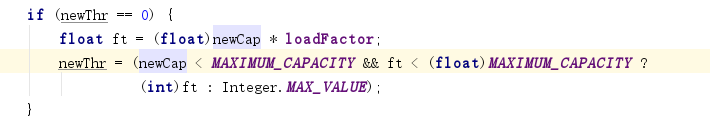 if (newThr == 0) {
float ft = (float)newCap * loadFactor;
newThr = (newCap < MAXIMUM_CAPACITY && ft < (float)MAXIMUM_CAPACITY ?
(int)ft : Integer.MAX_VALUE);
}